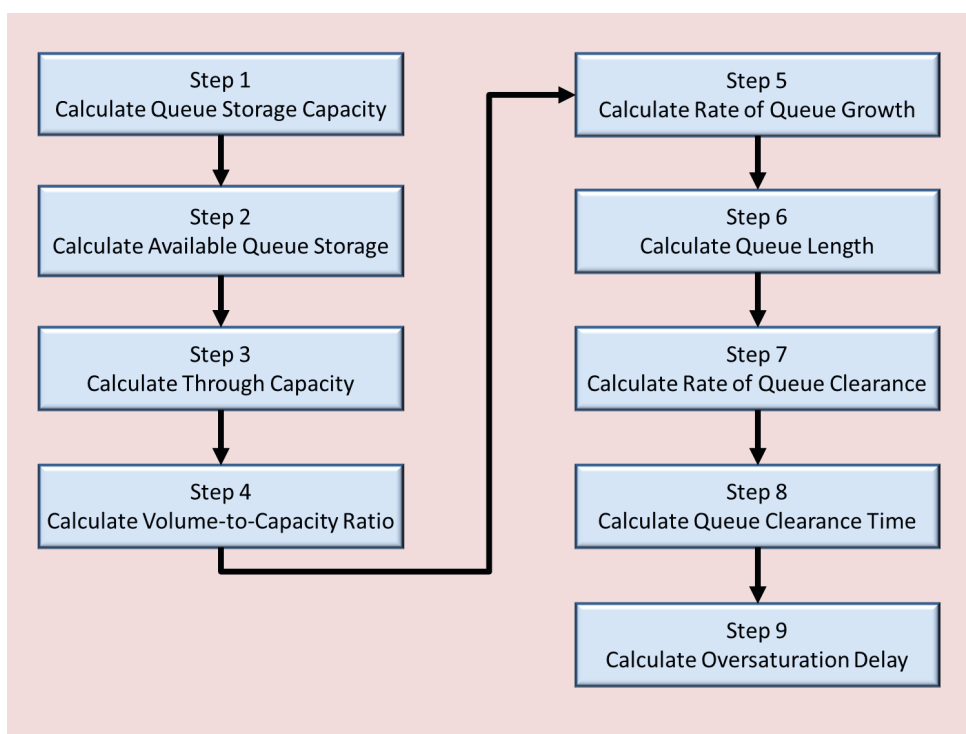 Step 1
Calculate Queue Storage Capacity
Step 2
Calculate Available Queue Storage
Step 3
Calculate Through Capacity
Step 4
Calculate Volume-to-Capacity Ratio
Step 5
Calculate Rate of Queue Growth
Step 6
Calculate Queue Length
Step 7
Calculate Rate of Queue Clearance
Step 8
Calculate Queue Clearance Time
Step 9
Calculate Oversaturation Delay